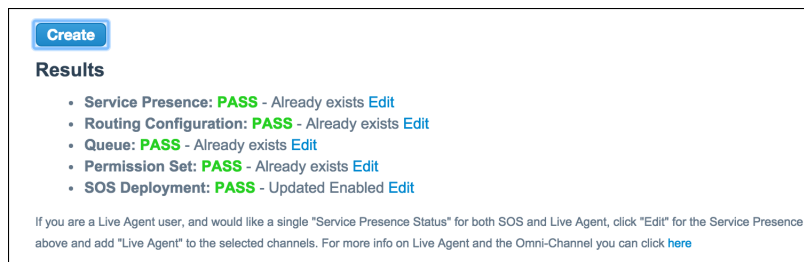 Create
Results
• Service Presence: PASS - Already exists Edit
• Routing Configuration: PASS - Already exists Edit
• Queue: PASS - Already exists Edit
• Permission Set: PASS - Already exists Edit
• SOS Deployment: PASS - Updated Enabled Edit
If you are a Live Agent user, and would like a single "Service Presence Status" for both SOS and Live Agent, click "Edit" for the Service Presence
above and add "Live Agent" to the selected channels. For more info on Live Agent and the Omni-Channel you can click here